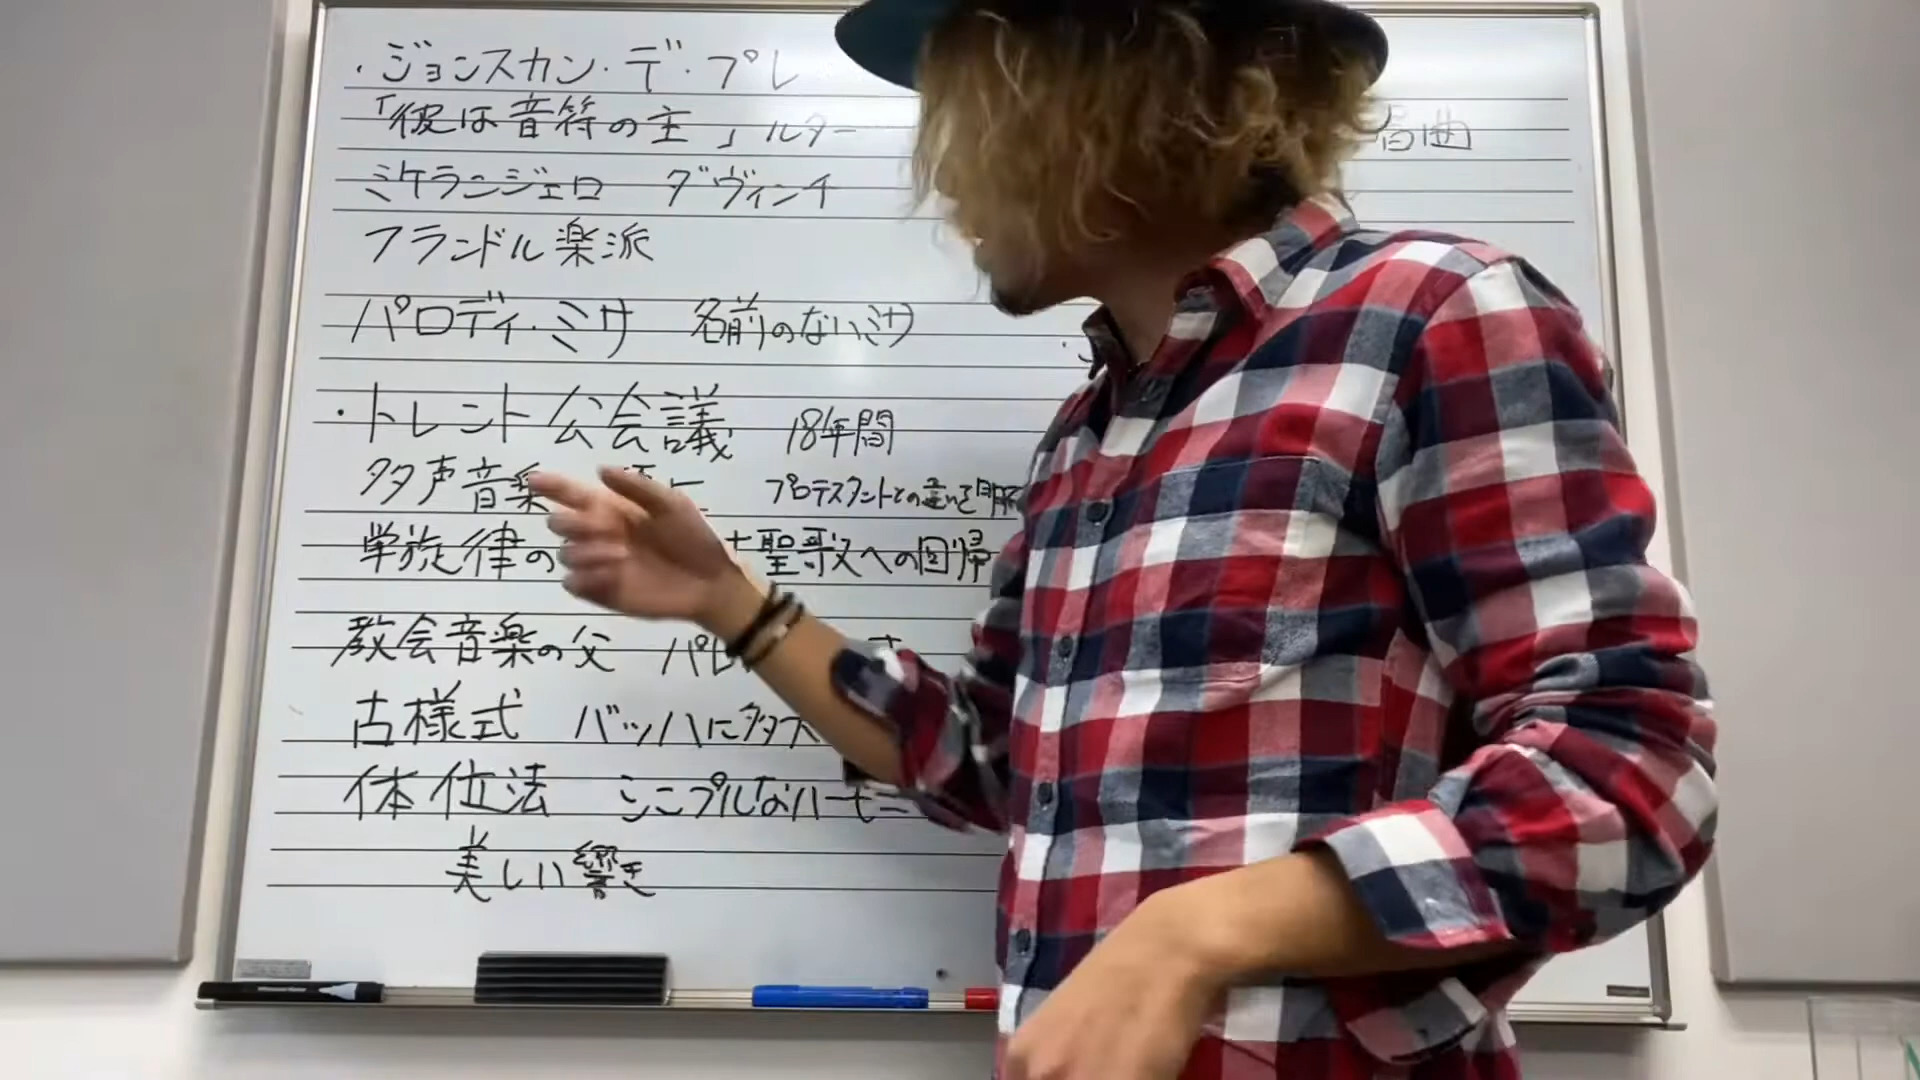 ・ジョンスカン・デ・プレ
「彼は音符の主」ルター
ミケランジェロ ダヴィンチ
フランドル楽派
パロディ・ミサ 名前のないミサ
・トレント公会議 18年間
多声音楽
プロテスタントとの違いを明
単旋律の 聖歌への回帰
教会音楽の父 パレ
古様式 バッハに多大
体位法 シンプルなハーモニー
美しい響き
曲